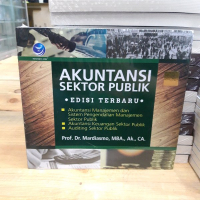 AKUNTANSI
SEKTOR PUBLIK
EDISI TERBARU
Akuntansi Manajemen dan
Sistem Pengendalian Manajemen
Sektor Publik
Akuntansi Keuangan Sektor Publik
Auditing Sektor Publik
Prof. Dr. Mardiasmo, MBA., Ak., CA.